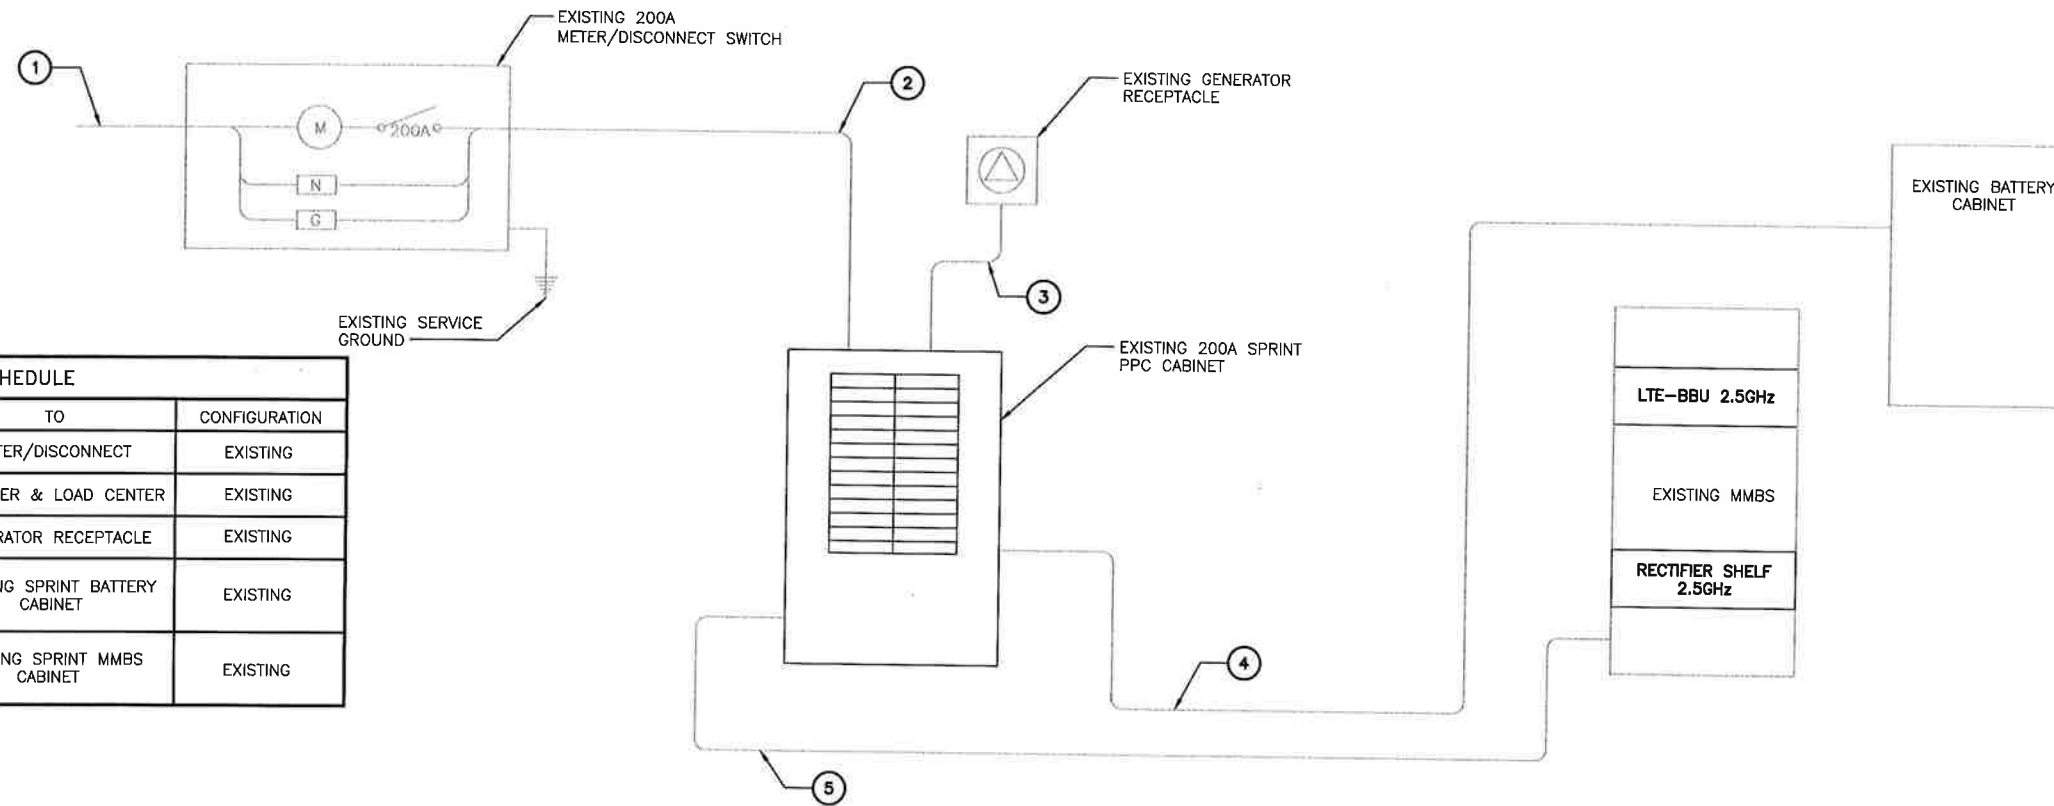 EXISTING 200A
METER/DISCONNECT SWITCH
1
2
EXISTING GENERATOR
RECEPTACLE
M
200A
N
G
EXISTING BATTERY
CABINET
3
EXISTING SERVICE
GROUND
EXISTING 200A SPRINT
PPC CABINET
LTE-BBU 2.5GHz
EXISTING MMBS
RECTIFIER SHELF
2.5GHz
4
5
HEDULE
TO CONFIGURATION
TER/DISCONNECT EXISTING
ER & LOAD CENTER EXISTING
RATOR RECEPTACLE EXISTING
NG SPRINT BATTERY
CABINET EXISTING
NG SPRINT MMBS
CABINET EXISTING